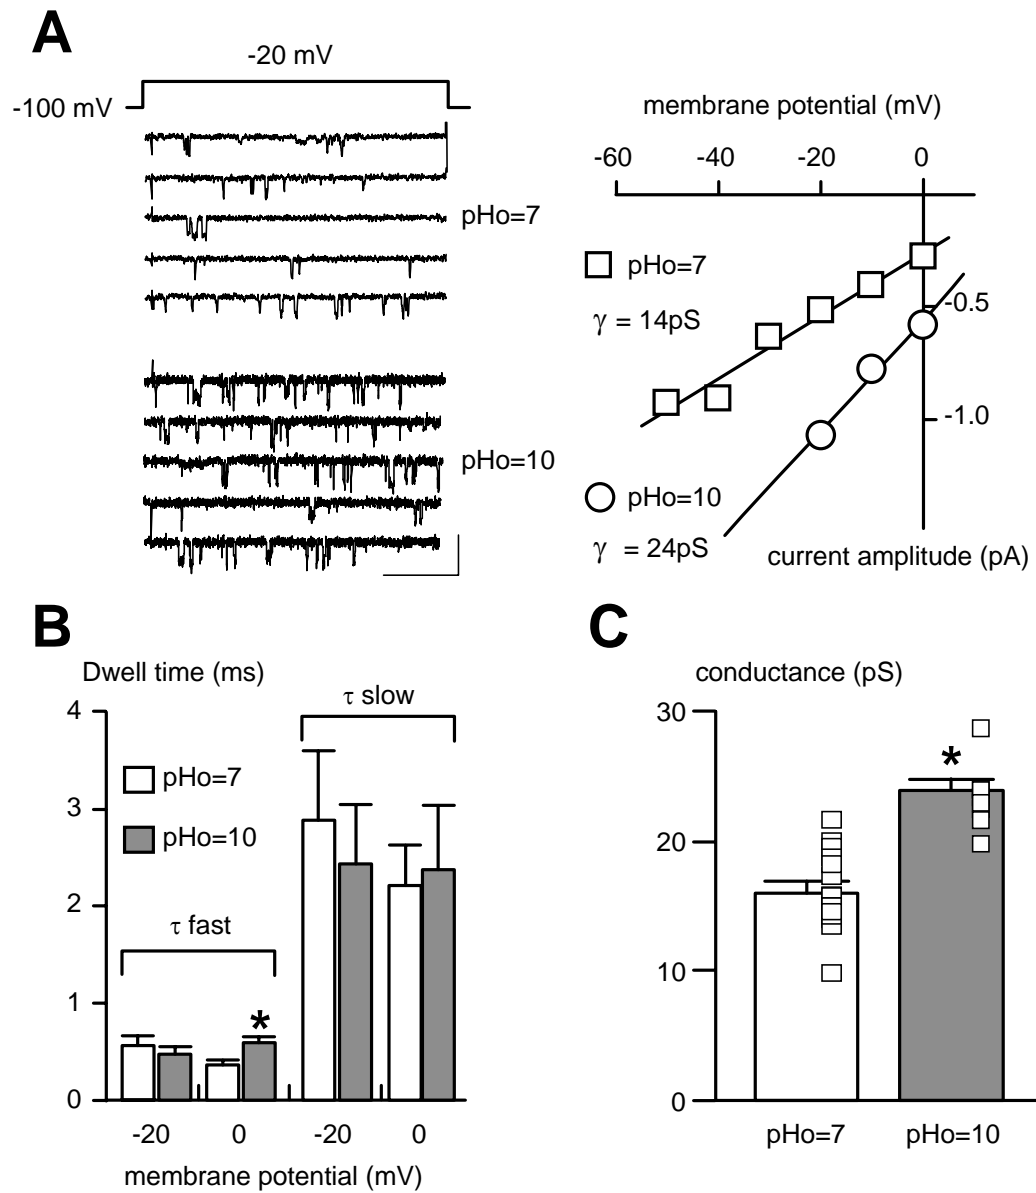 A
-20 mV
-100 mV
pHo=7
pHo=10
membrane potential (mV)
-60 -40 -20 0
pHo=7
γ = 14pS
-0.5
-1.0
pHo=10
γ = 24pS
current amplitude (pA)
B
Dwell time (ms)
4
3
2
1
0
τ slow
pHo=7
pHo=10
τ fast
*
-20 0 -20 0
membrane potential (mV)
C
conductance (pS)
30
20
10
0
*
pHo=7 pHo=10